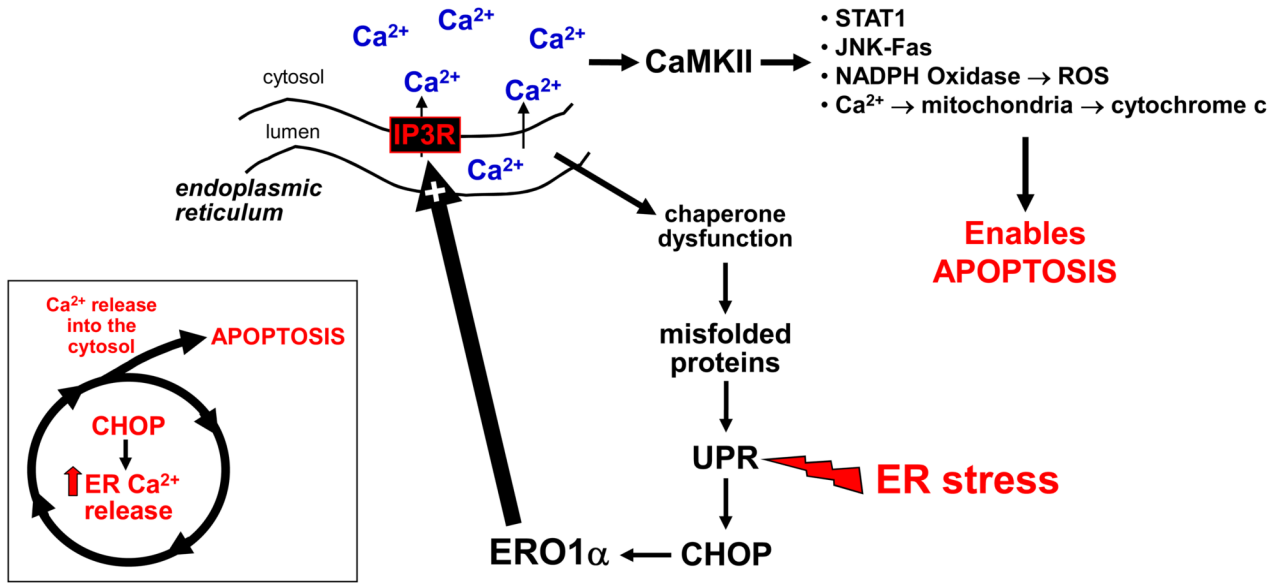 Ca²⁺
Ca²⁺
Ca²⁺
Ca²⁺
Ca²⁺
cytosol
lumen
IP3R
Ca²⁺
+
endoplasmic
reticulum
CaMKII
• STAT1
• JNK-Fas
• NADPH Oxidase → ROS
• Ca²⁺ → mitochondria → cytochrome c
Enables
APOPTOSIS
chaperone
dysfunction
misfolded
proteins
UPR
ER stress
CHOP
ERO1α
Ca²⁺ release
into the
cytosol
APOPTOSIS
CHOP
ER Ca²⁺
release